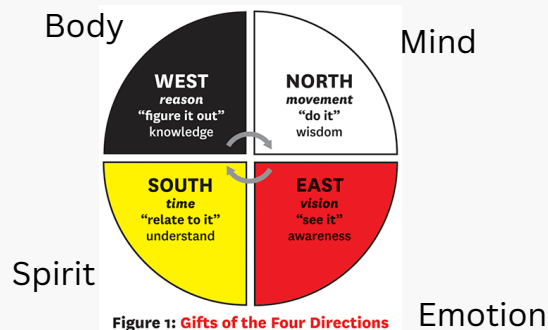 Body
Mind
WEST
reason
“figure it out”
knowledge
NORTH
movement
“do it”
wisdom
SOUTH
time
“relate to it”
understand
EAST
vision
“see it”
awareness
Spirit
Emotion
Figure 1: Gifts of the Four Directions